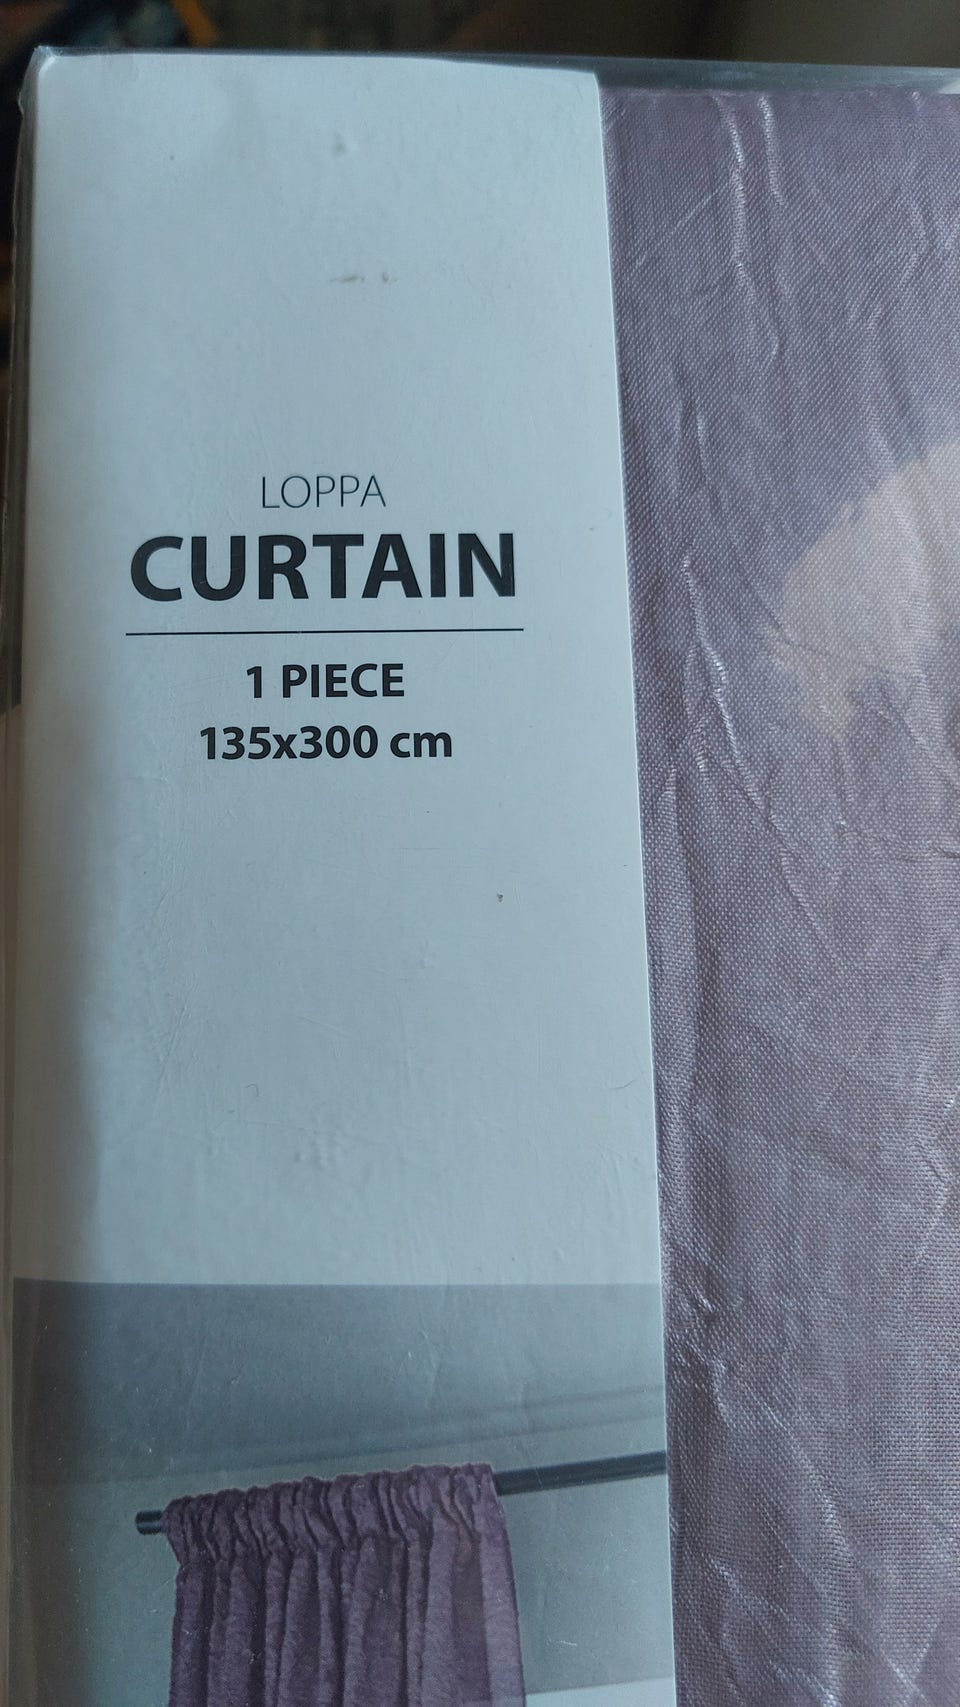 LOPPA
CURTAIN
1 PIECE
135x300 cm